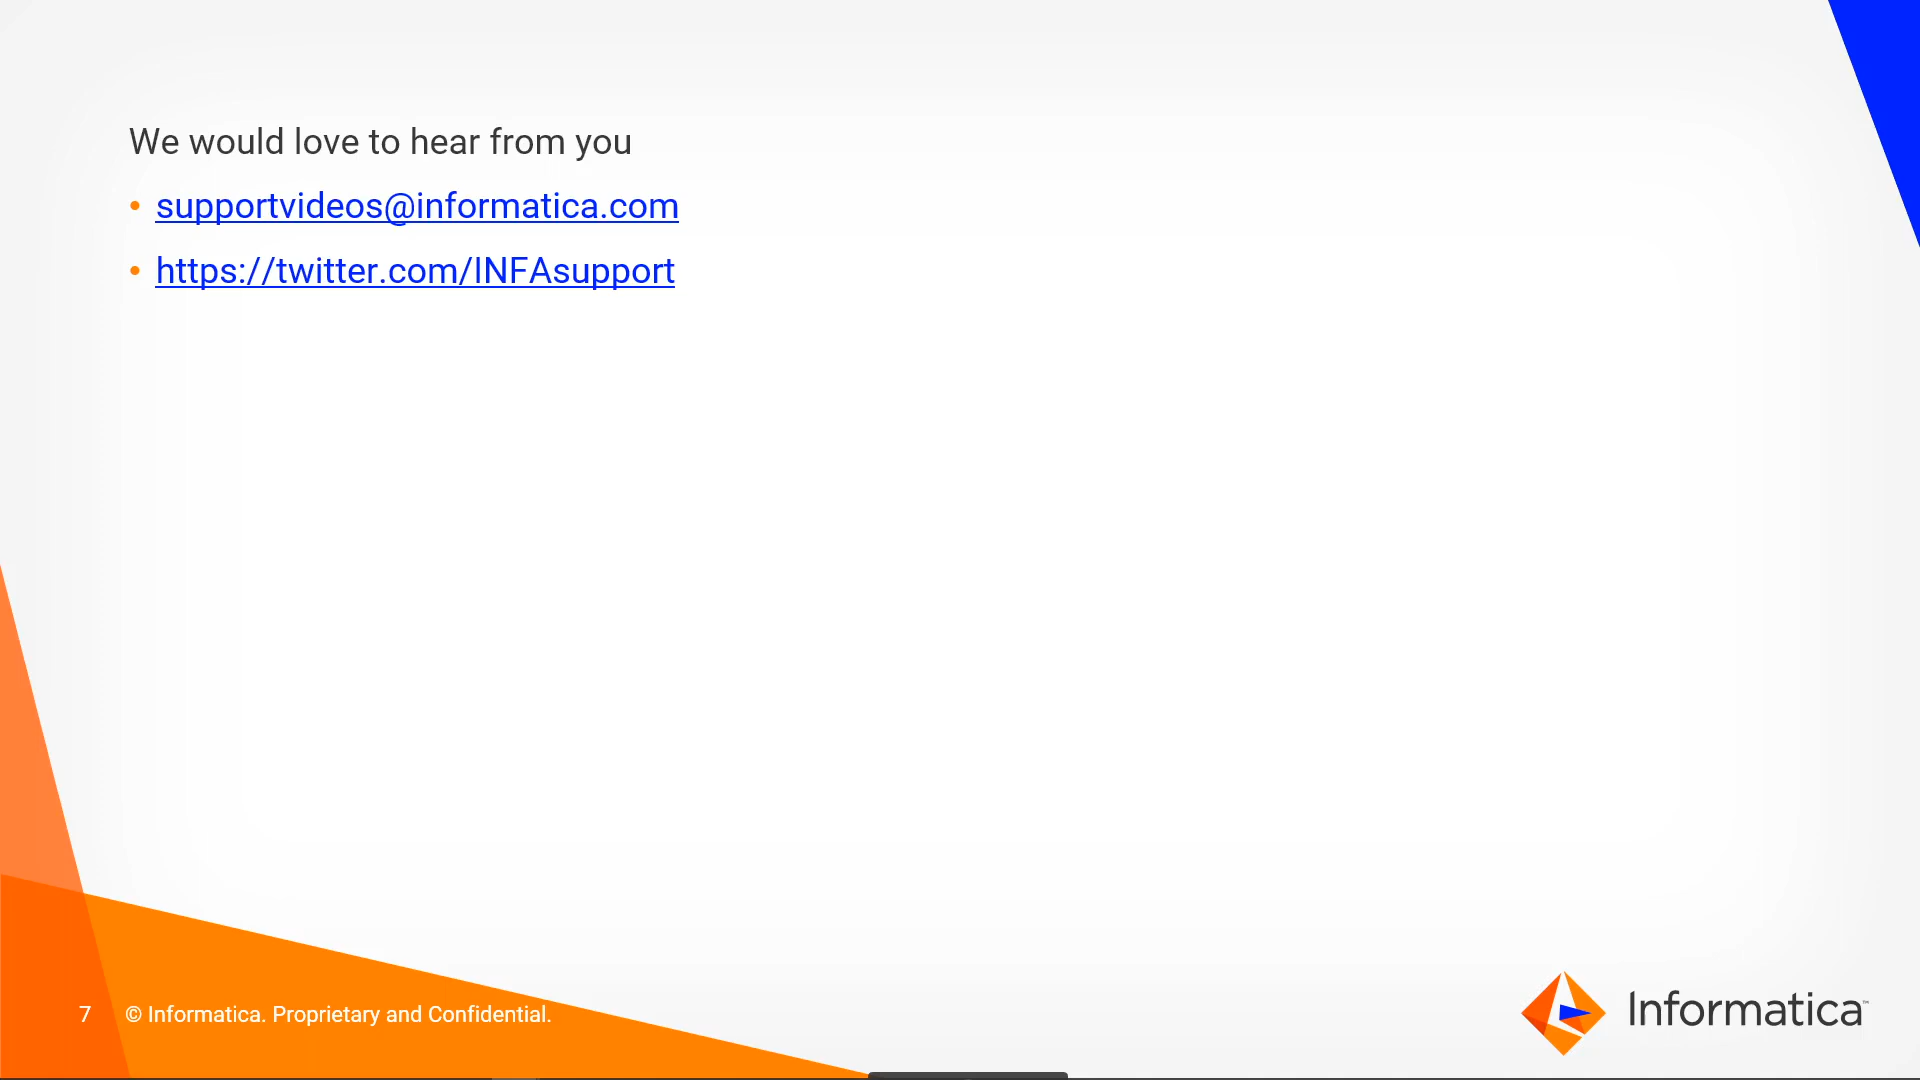 We would love to hear from you
• supportvideos@informatica.com
• https://twitter.com/INFAsupport
7 © Informatica. Proprietary and Confidential.
Informatica™